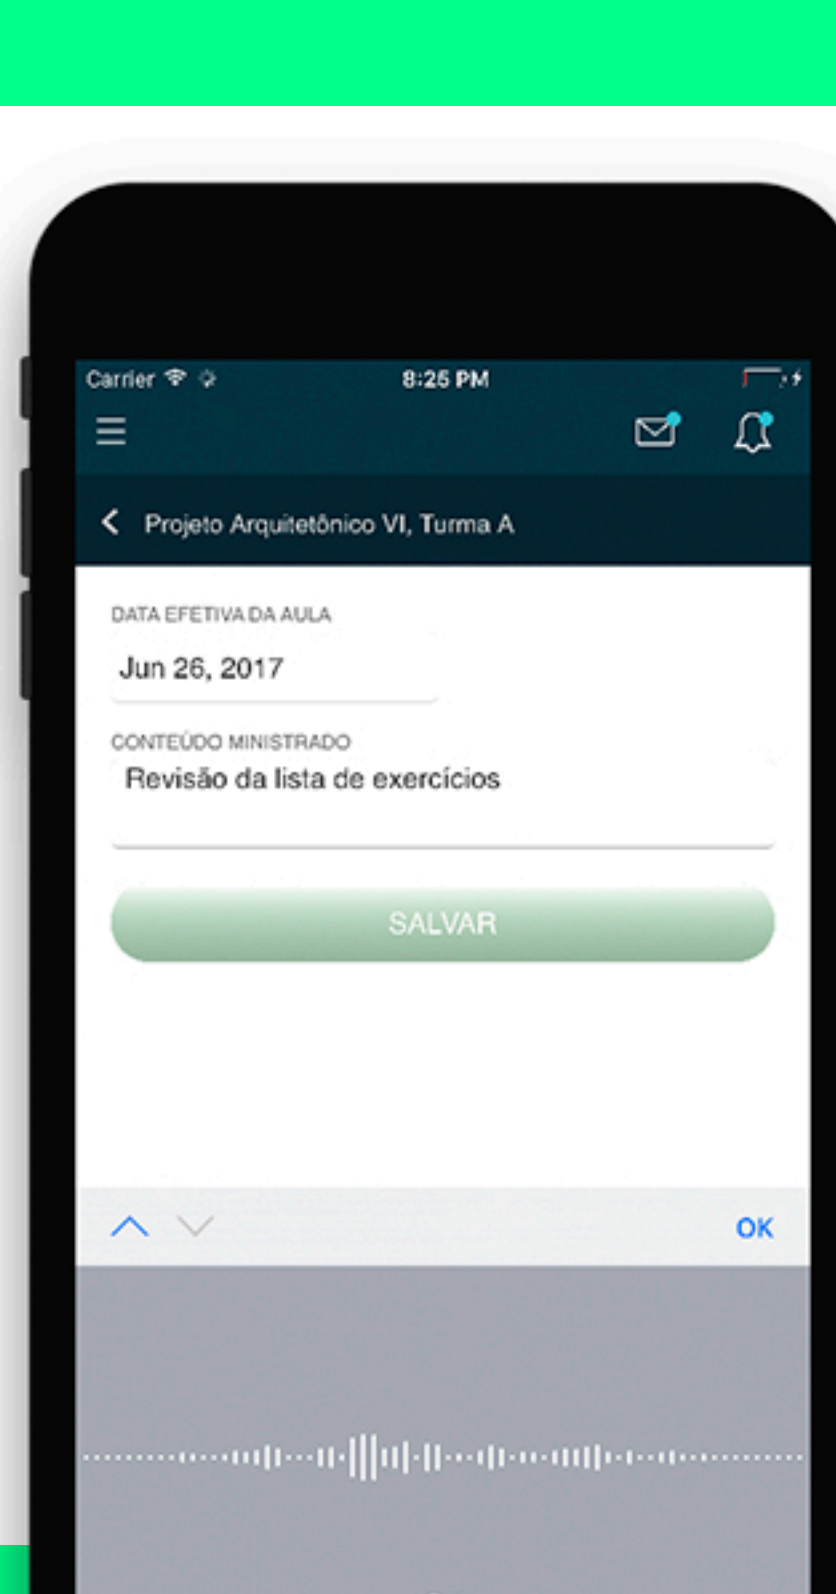 Carrier 8:25 PM
Projeto Arquitetônico VI, Turma A
DATA EFETIVA DA AULA
Jun 26, 2017
CONTEÚDO MINISTRADO
Revisão da lista de exercícios
SALVAR
OK